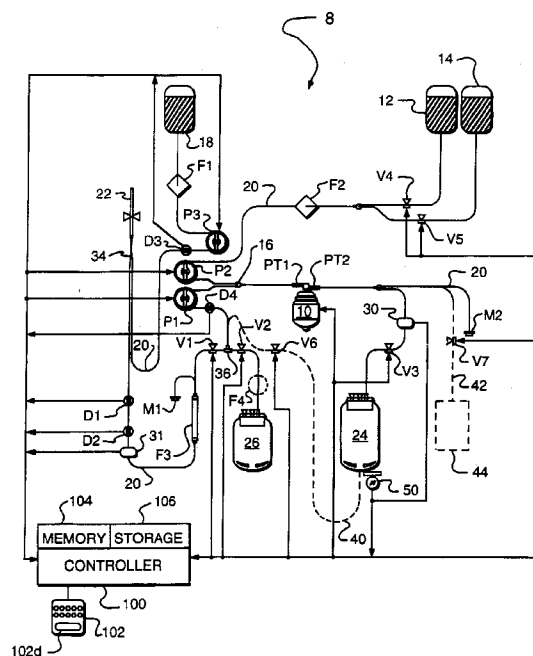 8
14
12
18
F1
V4
22
20
F2
P3
D3
V5
34
16
PT1
PT2
P2
20
D4
10
30
P1
M2
20
V1
V2
V6
V7
36
V3
D1
M1
F4
42
D2
31
26
24
F3
44
20
50
104
106
40
MEMORY
STORAGE
CONTROLLER
100
102
102d